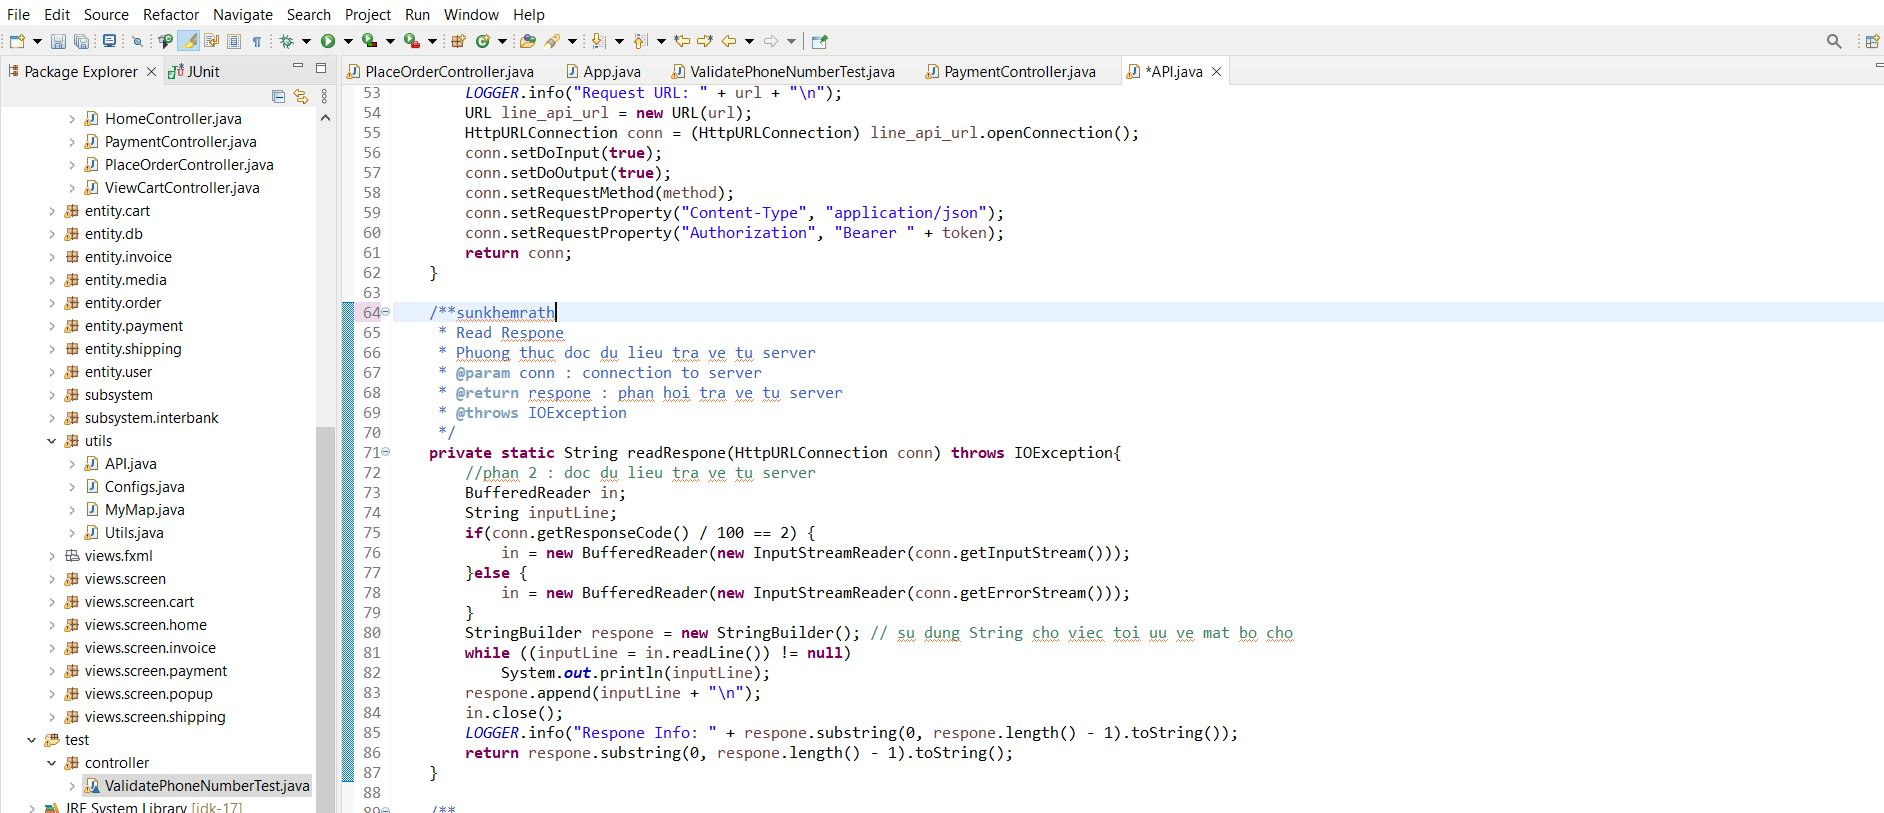 File Edit Source Refactor Navigate Search Project Run Window Help
Package Explorer
JUnit
HomeController.java
PaymentController.java
PlaceOrderController.java
ViewCartController.java
entity.cart
entity.db
entity.invoice
entity.media
entity.order
entity.payment
entity.shipping
entity.user
subsystem
subsystem.interbank
utils
API.java
Configs.java
MyMap.java
Utils.java
views.fxml
views.screen
views.screen.cart
views.screen.home
views.screen.invoice
views.screen.payment
views.screen.popup
views.screen.shipping
test
controller
ValidatePhoneNumberTest.java
JRE System Library [jdk-17]
PlaceOrderController.java App.java ValidatePhoneNumberTest.java PaymentController.java *API.java
53 LOGGER.info("Request URL: " + url + "\n");
54 URL line_api_url = new URL(url);
55 HttpURLConnection conn = (HttpURLConnection) line_api_url.openConnection();
56 conn.setDoInput(true);
57 conn.setDoOutput(true);
58 conn.setRequestMethod(method);
59 conn.setRequestProperty("Content-Type", "application/json");
60 conn.setRequestProperty("Authorization", "Bearer " + token);
61 return conn;
62 }
63
64 /**sunkhemrath
65 * Read Respone
66 * Phuong thuc doc du lieu tra ve tu server
67 * @param conn : connection to server
68 * @return respone : phan hoi tra ve tu server
69 * @throws IOException
70 */
71 private static String readRespone(HttpURLConnection conn) throws IOException{
72 //phan 2 : doc du lieu tra ve tu server
73 BufferedReader in;
74 String inputLine;
75 if(conn.getResponseCode() / 100 == 2) {
76 in = new BufferedReader(new InputStreamReader(conn.getInputStream()));
77 }else {
78 in = new BufferedReader(new InputStreamReader(conn.getErrorStream()));
79 }
80 StringBuilder respone = new StringBuilder(); // su dung String cho viec toi uu ve mat bo cho
81 while ((inputLine = in.readLine()) != null)
82 System.out.println(inputLine);
83 respone.append(inputLine + "\n");
84 in.close();
85 LOGGER.info("Respone Info: " + respone.substring(0, respone.length() - 1).toString());
86 return respone.substring(0, respone.length() - 1).toString();
87 }
88
89 /**